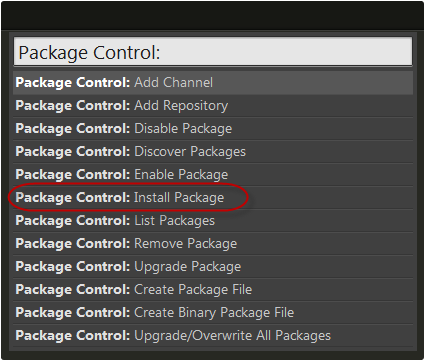 Package Control:
Package Control: Add Channel
Package Control: Add Repository
Package Control: Disable Package
Package Control: Discover Packages
Package Control: Enable Package
Package Control: Install Package
Package Control: List Packages
Package Control: Remove Package
Package Control: Upgrade Package
Package Control: Create Package File
Package Control: Create Binary Package File
Package Control: Upgrade/Overwrite All Packages